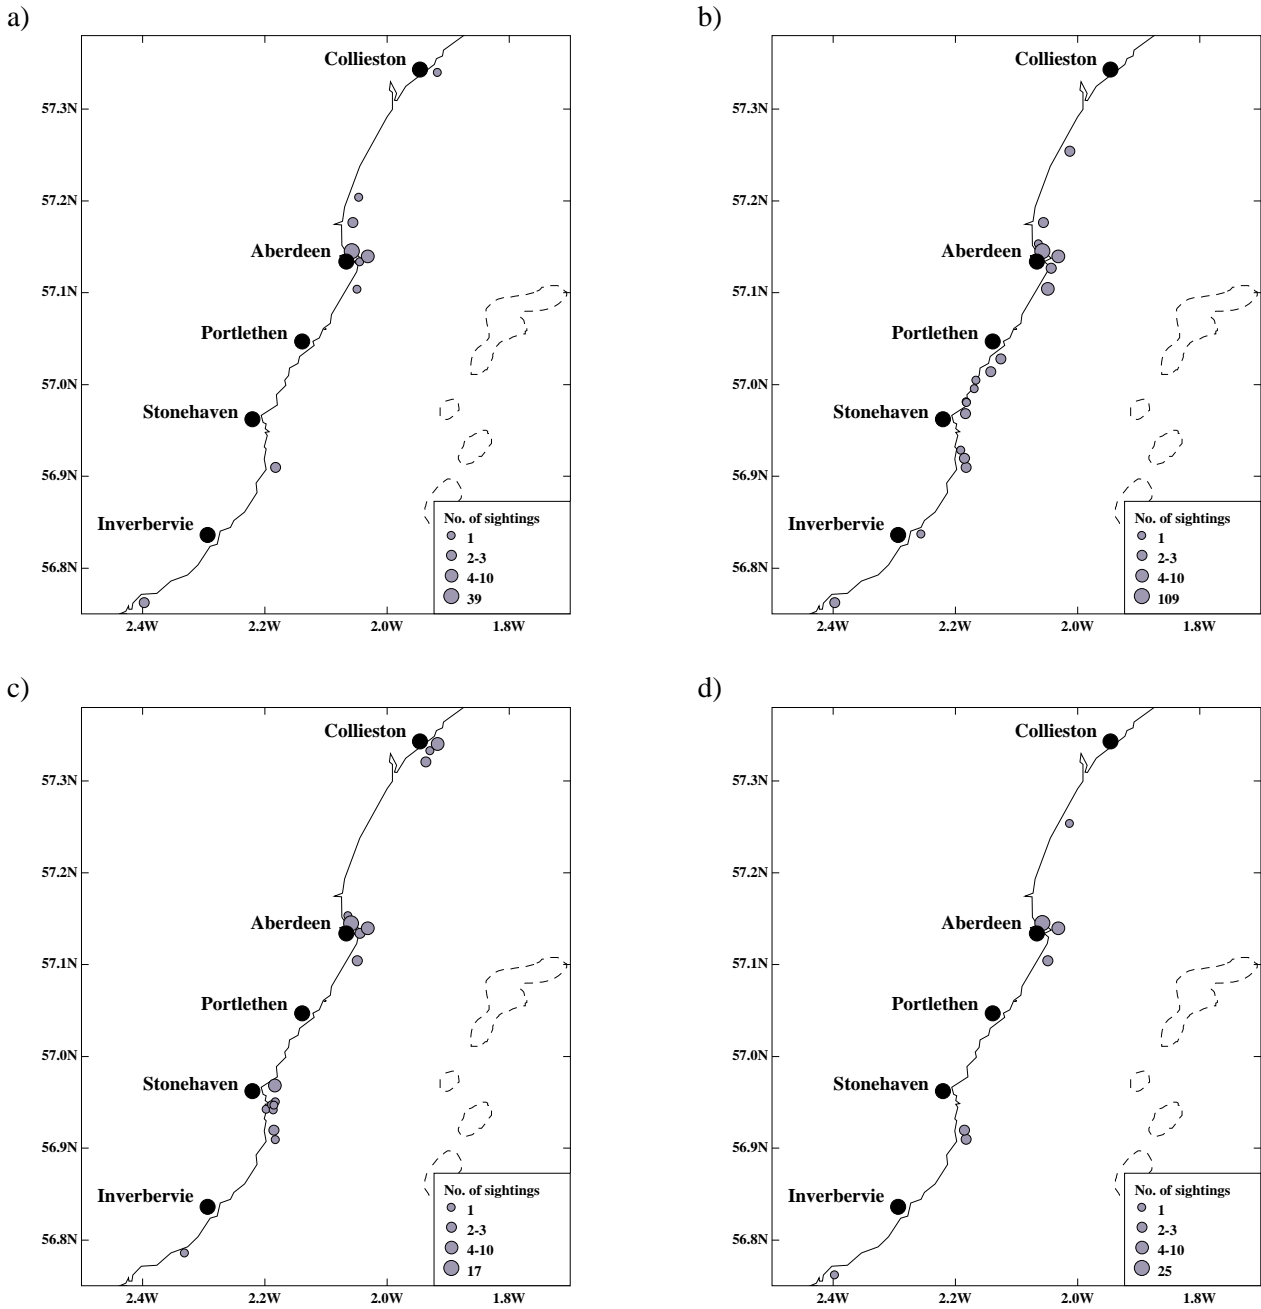 a)
Collieston
57.3N
57.2N
Aberdeen
57.1N
Portlethen
57.0N
Stonehaven
56.9N
Inverbervie
56.8N
No. of sightings
1
2-3
4-10
39
2.4W 2.2W 2.0W 1.8W
b)
Collieston
57.3N
57.2N
Aberdeen
57.1N
Portlethen
57.0N
Stonehaven
56.9N
Inverbervie
56.8N
No. of sightings
1
2-3
4-10
109
2.4W 2.2W 2.0W 1.8W
c)
Collieston
57.3N
57.2N
Aberdeen
57.1N
Portlethen
57.0N
Stonehaven
56.9N
Inverbervie
56.8N
No. of sightings
1
2-3
4-10
17
2.4W 2.2W 2.0W 1.8W
d)
Collieston
57.3N
57.2N
Aberdeen
57.1N
Portlethen
57.0N
Stonehaven
56.9N
Inverbervie
56.8N
No. of sightings
1
2-3
4-10
25
2.4W 2.2W 2.0W 1.8W